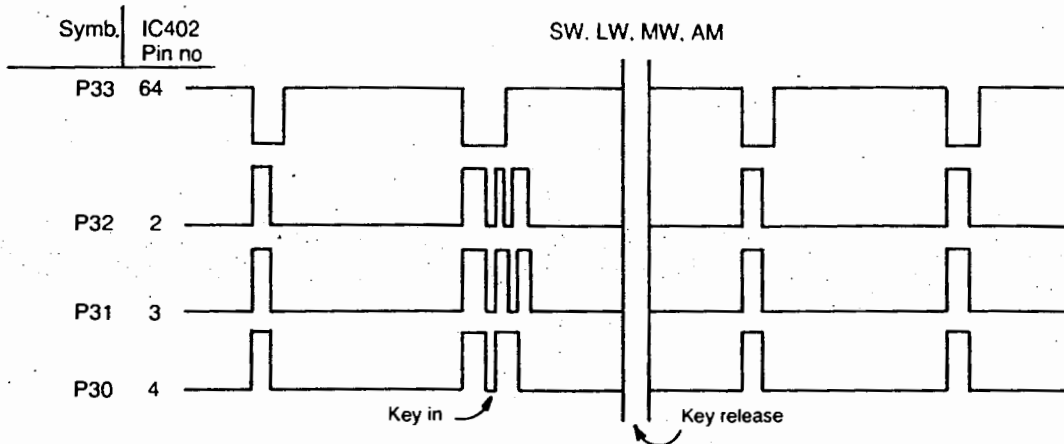 Symb. IC402 SW. LW. MW. AM
Pin no
P33 64
P32 2
P31 3
P30 4
Key in Key release